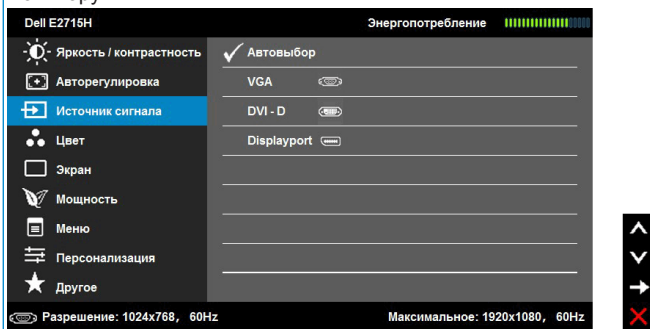 Dell E2715H Энергопотребление
Яркость / контрастность
Автовыбор
Авторегулировка
VGA
Источник сигнала
DVI - D
Цвет
Displayport
Экран
Мощность
Меню
Персонализация
Другое
Разрешение: 1024x768, 60Hz Максимальное: 1920x1080, 60Hz